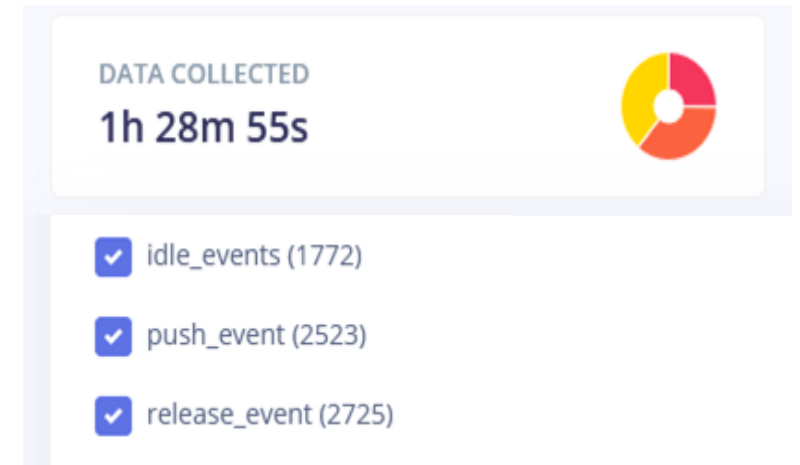 DATA COLLECTED
1h 28m 55s
idle_events (1772)
push_event (2523)
release_event (2725)